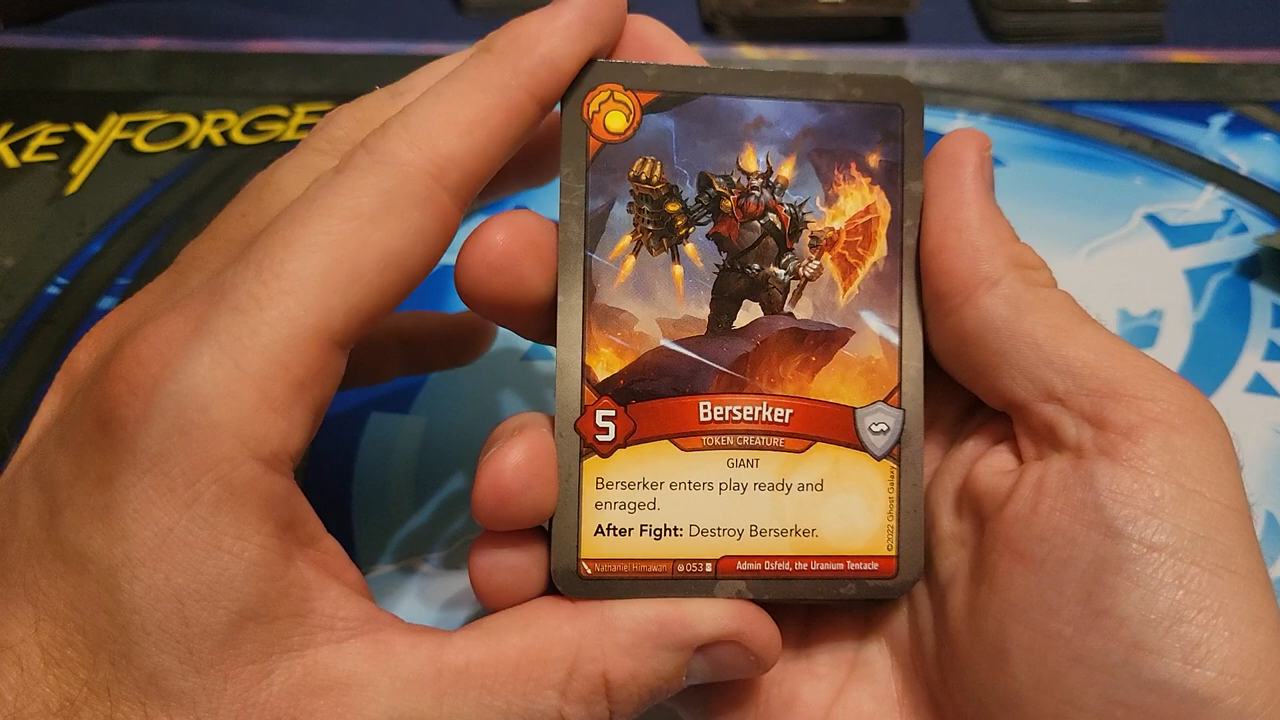 KEYFORGE
5
Berserker
TOKEN CREATURE
GIANT
Berserker enters play ready and
enraged.
After Fight: Destroy Berserker.
©2022 Ghost Galaxy
Nathaniel Himawan
053
Admin Osfeld, the Uranium Tentacle